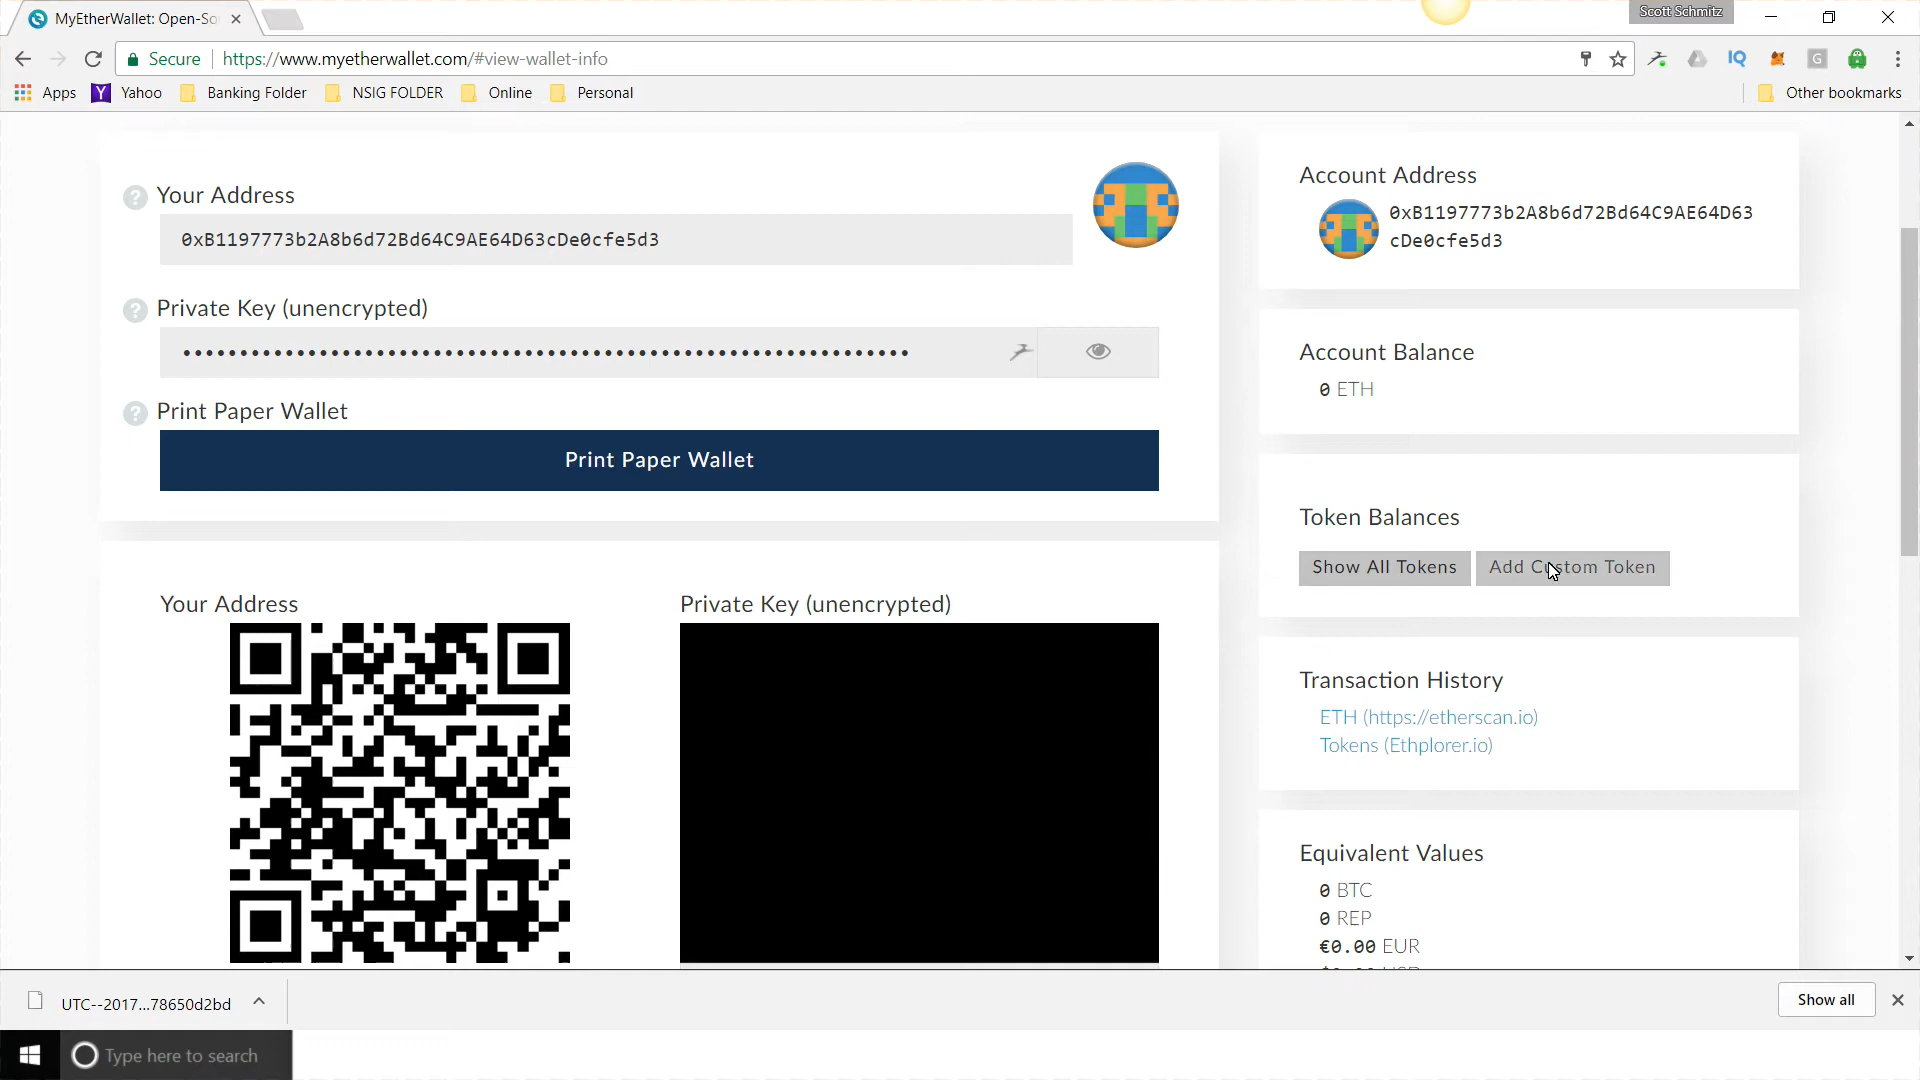 MyEtherWallet: Open-So
Scott Schmitz
Secure
https://www.myetherwallet.com/#view-wallet-info
Apps
Yahoo
Banking Folder
NSIG FOLDER
Online
Personal
Other bookmarks
Your Address
0xB1197773b2A8b6d72Bd64C9AE64D63cDe0cfe5d3
Private Key (unencrypted)
Print Paper Wallet
Print Paper Wallet
Your Address
Private Key (unencrypted)
Account Address
0xB1197773b2A8b6d72Bd64C9AE64D63
cDe0cfe5d3
Account Balance
0 ETH
Token Balances
Show All Tokens
Add Custom Token
Transaction History
ETH (https://etherscan.io)
Tokens (Ethplorer.io)
Equivalent Values
0 BTC
0 REP
€0.00 EUR
UTC--2017...78650d2bd
Show all
Type here to search